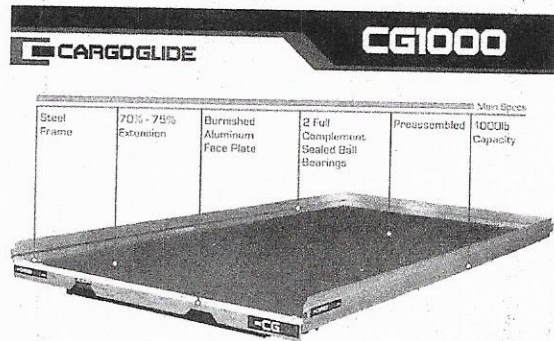 CG1000
CARGOGLIDE
Main Specs
Steel
Frame
70% - 75%
Extension
Burnished
Aluminum
Face Plate
2 Full
Complement
Sealed Ball
Bearings
Preassembled
1000lb
Capacity
CG